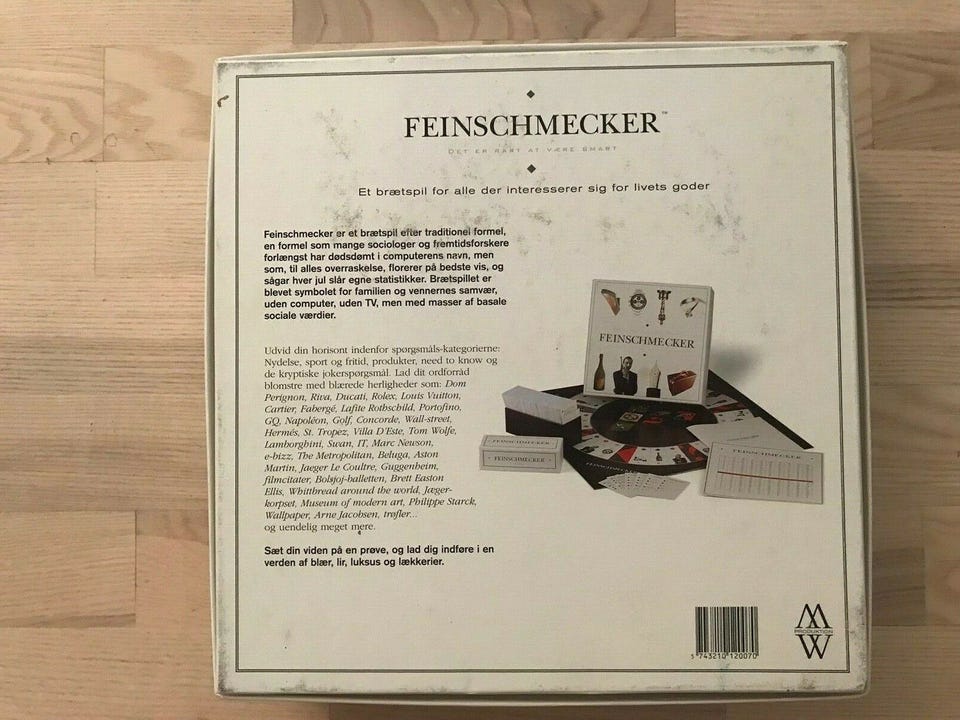 FEINSCHMECKER™
DET ER RART AT VÆRE SMART
Et brætspil for alle der interesserer sig for livets goder
Feinschmecker er et brætspil efter traditionel formel,
en formel som mange sociologer og fremtidsforskere
forlængst har dødsdømt i computerens navn, men
som, til alles overraskelse, florerer på bedste vis, og
sågar hver jul slår egne statistikker. Brætspillet er
blevet symbolet for familien og vennernes samvær,
uden computer, uden TV, men med masser af basale
sociale værdier.
Udvid din horisont indenfor spørgsmåls-kategorierne:
Nydelse, sport og fritid, produkter, need to know og
de kryptiske jokerspørgsmål. Lad dit ordforråd
blomstre med blærede herligheder som: Dom
Perignon, Riva, Ducati, Rolex, Louis Vuitton,
Cartier, Fabergé, Lafite Rothschild, Portofino,
GQ, Napoléon, Golf, Concorde, Wall-street,
Hermés, St. Tropez, Villa D'Este, Tom Wolfe,
Lamborghini, Swan, IT, Marc Newson,
e-bizz, The Metropolitan, Beluga, Aston
Martin, Jaeger Le Coultre, Guggenheim,
filmcitater, Bolsjoj-balletten, Brett Easton
Ellis, Whitbread around the world, Jæger-
korpset, Museum of modern art, Philippe Starck,
Wallpaper, Arne Jacobsen, trøfler...
og uendelig meget mere.
Sæt din viden på en prøve, og lad dig indføre i en
verden af blær, lir, luksus og lækkerier.
FEINSCHMECKER
FEINSCHMECKER
FEINSCHMECKER
FEINSCHMECKER
FEINSCHMECKER
5 743210 120070
M
PRODUKTION
W